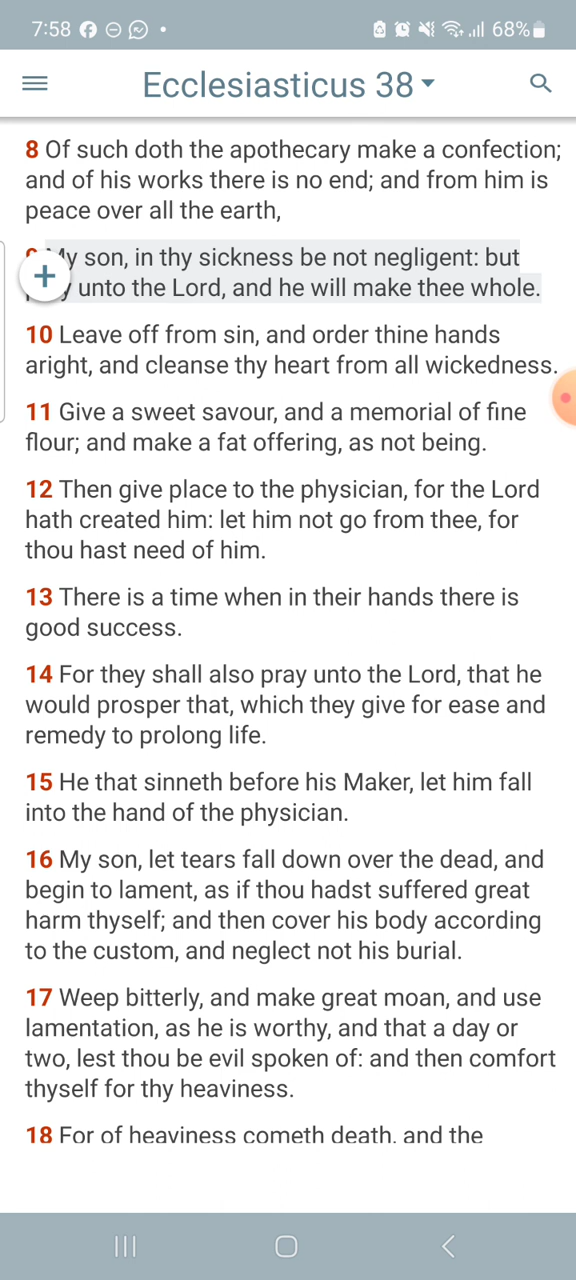 7:58
68%
Ecclesiasticus 38
8 Of such doth the apothecary make a confection;
and of his works there is no end; and from him is
peace over all the earth,
My son, in thy sickness be not negligent: but
unto the Lord, and he will make thee whole.
10 Leave off from sin, and order thine hands
aright, and cleanse thy heart from all wickedness.
11 Give a sweet savour, and a memorial of fine
flour; and make a fat offering, as not being.
12 Then give place to the physician, for the Lord
hath created him: let him not go from thee, for
thou hast need of him.
13 There is a time when in their hands there is
good success.
14 For they shall also pray unto the Lord, that he
would prosper that, which they give for ease and
remedy to prolong life.
15 He that sinneth before his Maker, let him fall
into the hand of the physician.
16 My son, let tears fall down over the dead, and
begin to lament, as if thou hadst suffered great
harm thyself; and then cover his body according
to the custom, and neglect not his burial.
17 Weep bitterly, and make great moan, and use
lamentation, as he is worthy, and that a day or
two, lest thou be evil spoken of: and then comfort
thyself for thy heaviness.
18 For of heaviness cometh death, and the